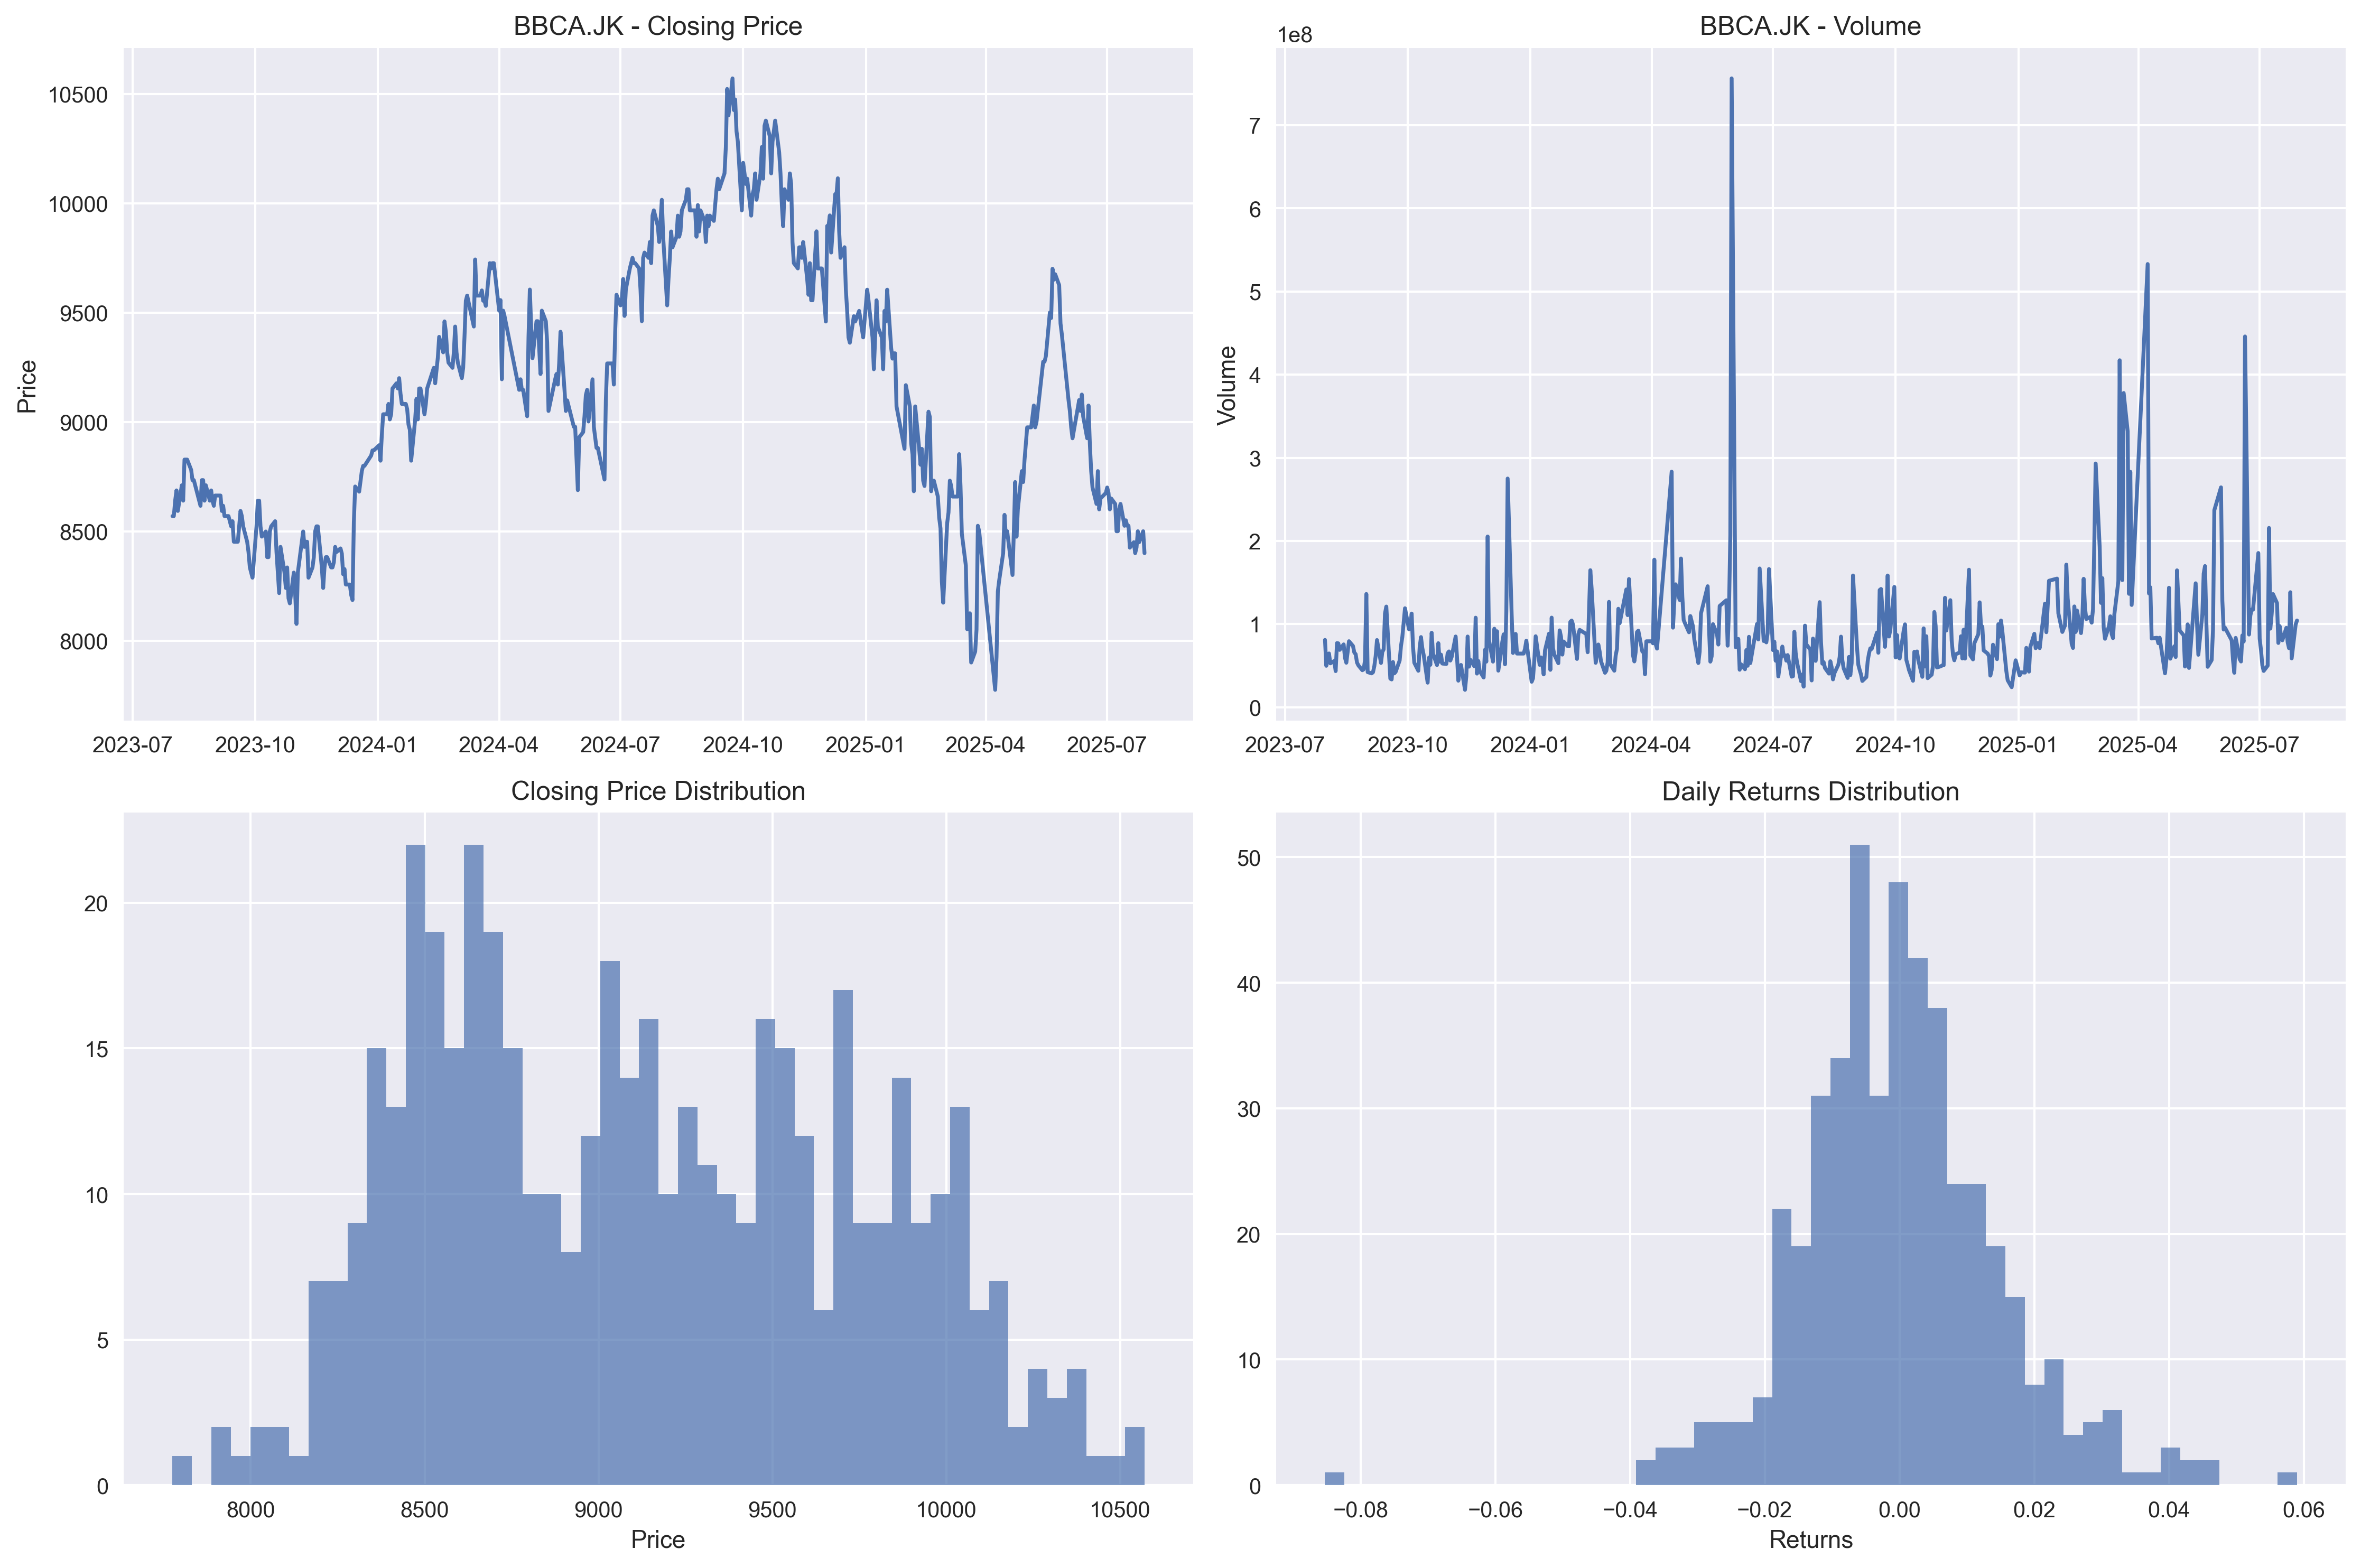 BBCA.JK - Closing Price
Price
10500
10000
9500
9000
8500
8000
2023-07 2023-10 2024-01 2024-04 2024-07 2024-10 2025-01 2025-04 2025-07
BBCA.JK - Volume
1e8
Volume
7
6
5
4
3
2
1
0
2023-07 2023-10 2024-01 2024-04 2024-07 2024-10 2025-01 2025-04 2025-07
Closing Price Distribution
20
15
10
5
0
8000 8500 9000 9500 10000 10500
Price
Daily Returns Distribution
50
40
30
20
10
0
−0.08 −0.06 −0.04 −0.02 0.00 0.02 0.04 0.06
Returns